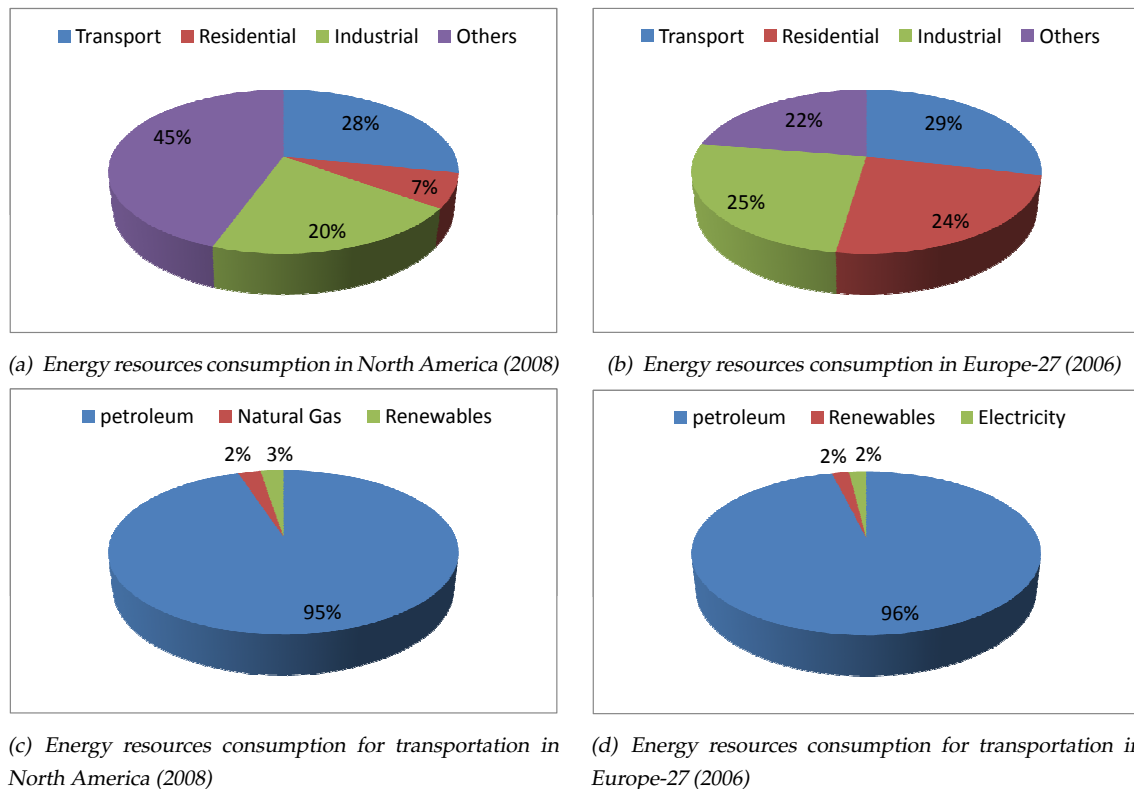 Transport Residential Industrial Others
45% 28% 7% 20%
Transport Residential Industrial Others
22% 29% 25% 24%
(a) Energy resources consumption in North America (2008)
(b) Energy resources consumption in Europe-27 (2006)
petroleum Natural Gas Renewables
2% 3%
95%
petroleum Renewables Electricity
2% 2%
96%
(c) Energy resources consumption for transportation in
North America (2008)
(d) Energy resources consumption for transportation in
Europe-27 (2006)